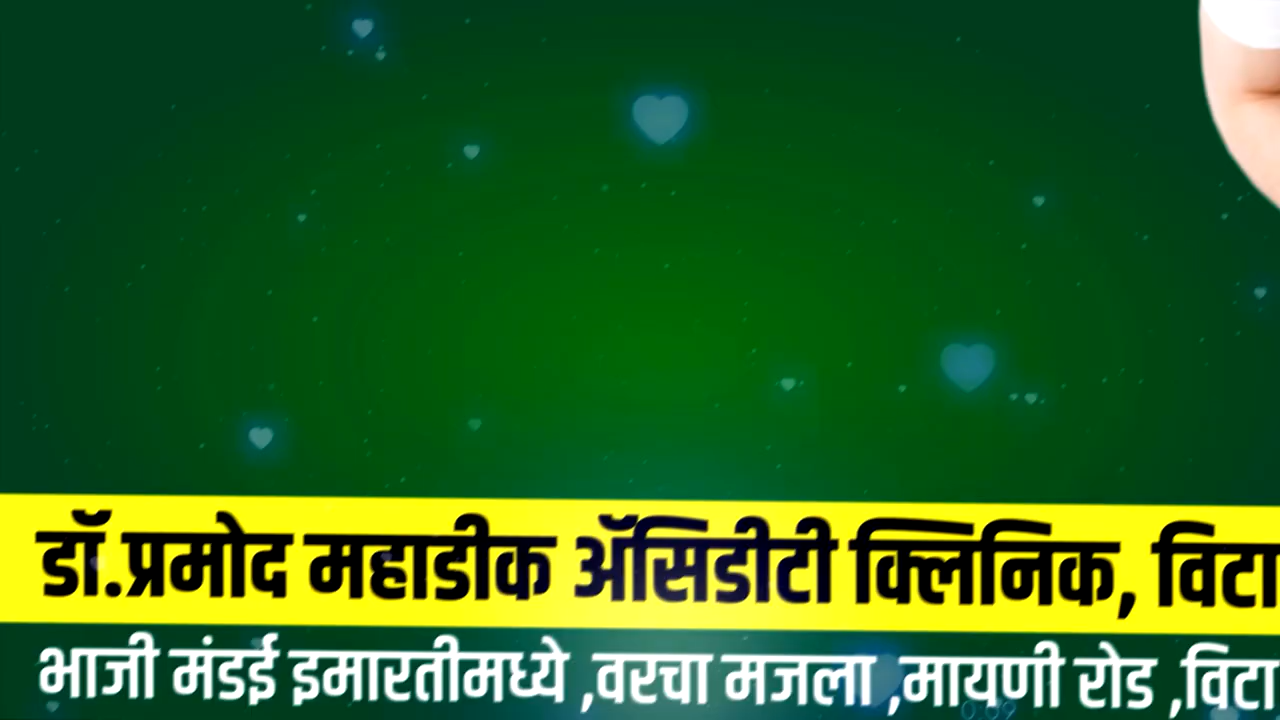 डॉ.प्रमोद महाडीक ॲसिडीटी क्लिनिक, विटा
भाजी मंडई इमारतीमध्ये ,वरचा मजला ,मायणी रोड ,विटा